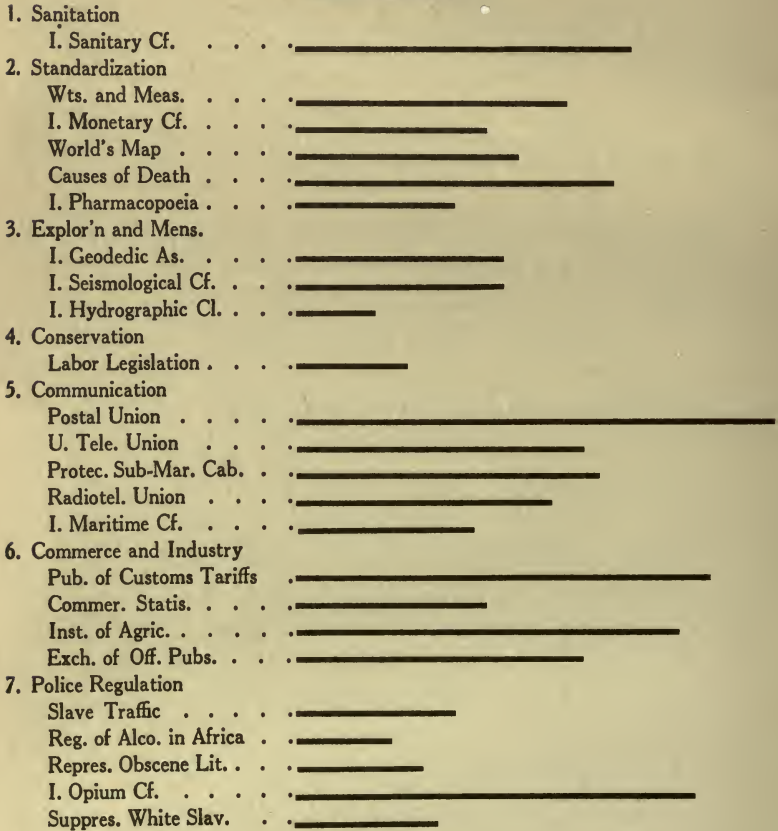 1. Sanitation
I. Sanitary Cf. . . . .
2. Standardization
Wts. and Meas. . . . .
I. Monetary Cf. . . . .
World's Map . . . . .
Causes of Death . . . .
I. Pharmacopoeia . . . .
3. Explor'n and Mens.
I. Geodedic As. . . . .
I. Seismological Cf. . . .
I. Hydrographic Cl. . . .
4. Conservation
Labor Legislation . . . .
5. Communication
Postal Union . . . . .
U. Tele. Union . . . .
Protec. Sub-Mar. Cab. . .
Radiotel. Union . . . .
I. Maritime Cf. . . . .
6. Commerce and Industry
Pub. of Customs Tariffs .
Commer. Statis. . . . .
Inst. of Agric. . . . . .
Exch. of Off. Pubs. . . .
7. Police Regulation
Slave Traffic . . . . .
Reg. of Alco. in Africa . .
Repres. Obscene Lit. . . .
I. Opium Cf. . . . . .
Suppres. White Slav. . .